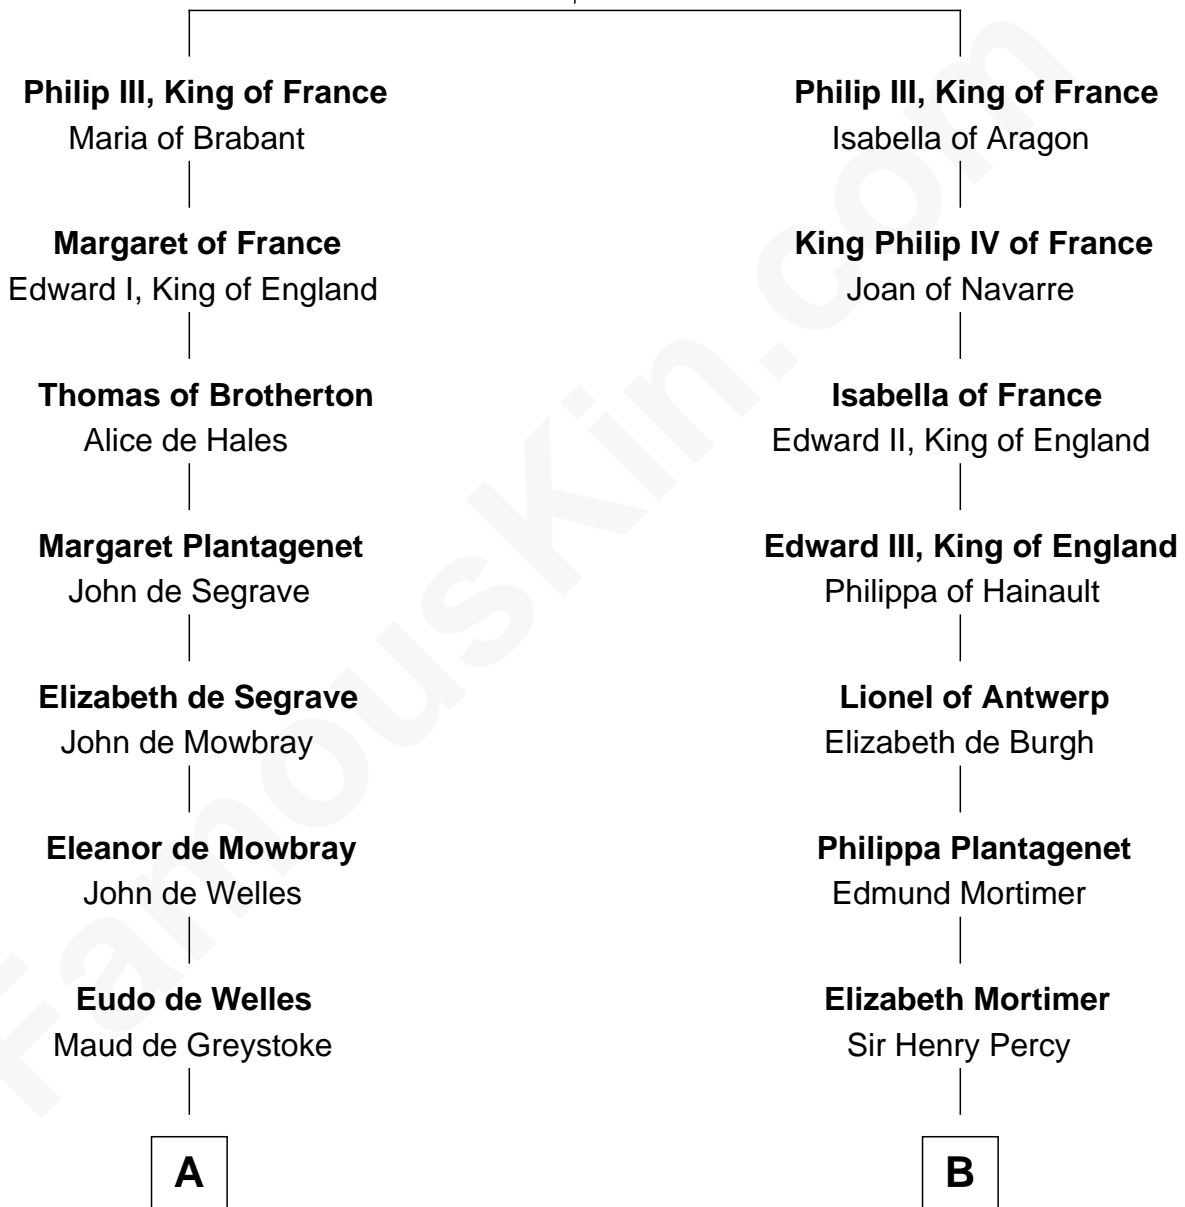 Philip III, King of France
Maria of Brabant
Margaret of France
Edward I, King of England
Thomas of Brotherton
Alice de Hales
Margaret Plantagenet
John de Segrave
Elizabeth de Segrave
John de Mowbray
Eleanor de Mowbray
John de Welles
Eudo de Welles
Maud de Greystoke
A
Philip III, King of France
Isabella of Aragon
King Philip IV of France
Joan of Navarre
Isabella of France
Edward II, King of England
Edward III, King of England
Philippa of Hainault
Lionel of Antwerp
Elizabeth de Burgh
Philippa Plantagenet
Edmund Mortimer
Elizabeth Mortimer
Sir Henry Percy
B
FamousKin.com